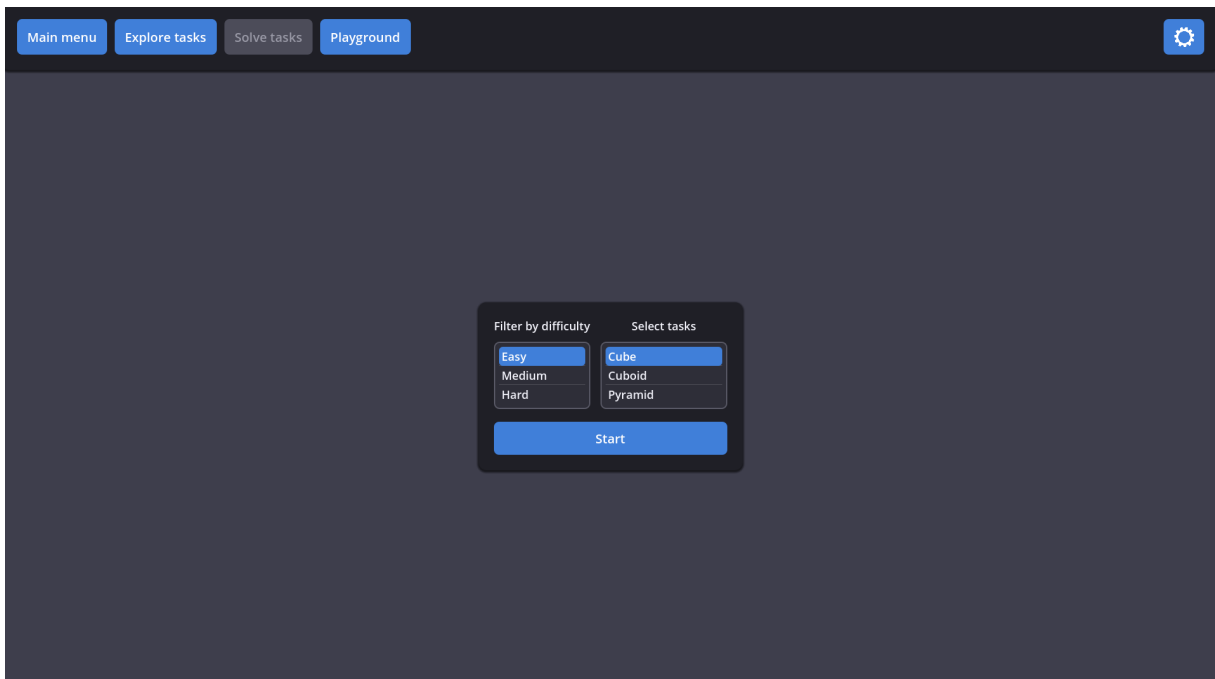 Main menu Explore tasks Solve tasks Playground
Filter by difficulty Select tasks
Easy Cube
Medium Cuboid
Hard Pyramid
Start